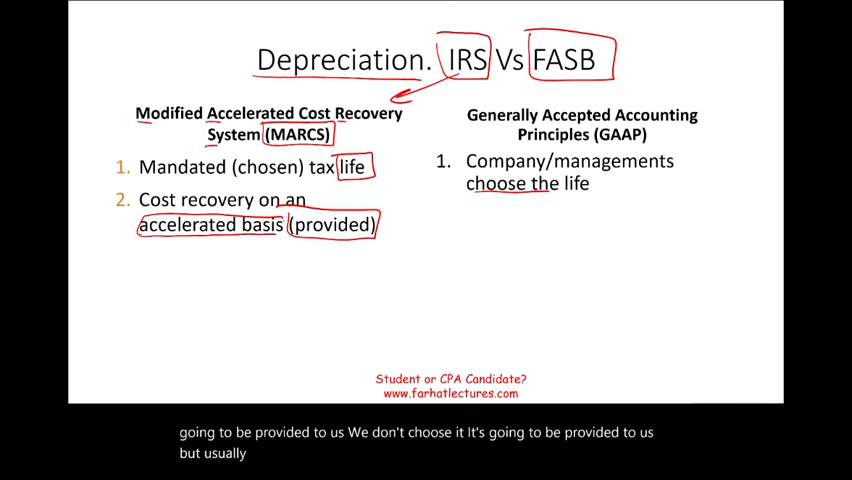 Depreciation. IRS Vs FASB
Modified Accelerated Cost Recovery
System (MARCS)
1. Mandated (chosen) tax life
2. Cost recovery on an
accelerated basis (provided)
Generally Accepted Accounting
Principles (GAAP)
1. Company/managements
choose the life
Student or CPA Candidate?
www.farhatlectures.com
going to be provided to us We don't choose it It's going to be provided to us
but usually